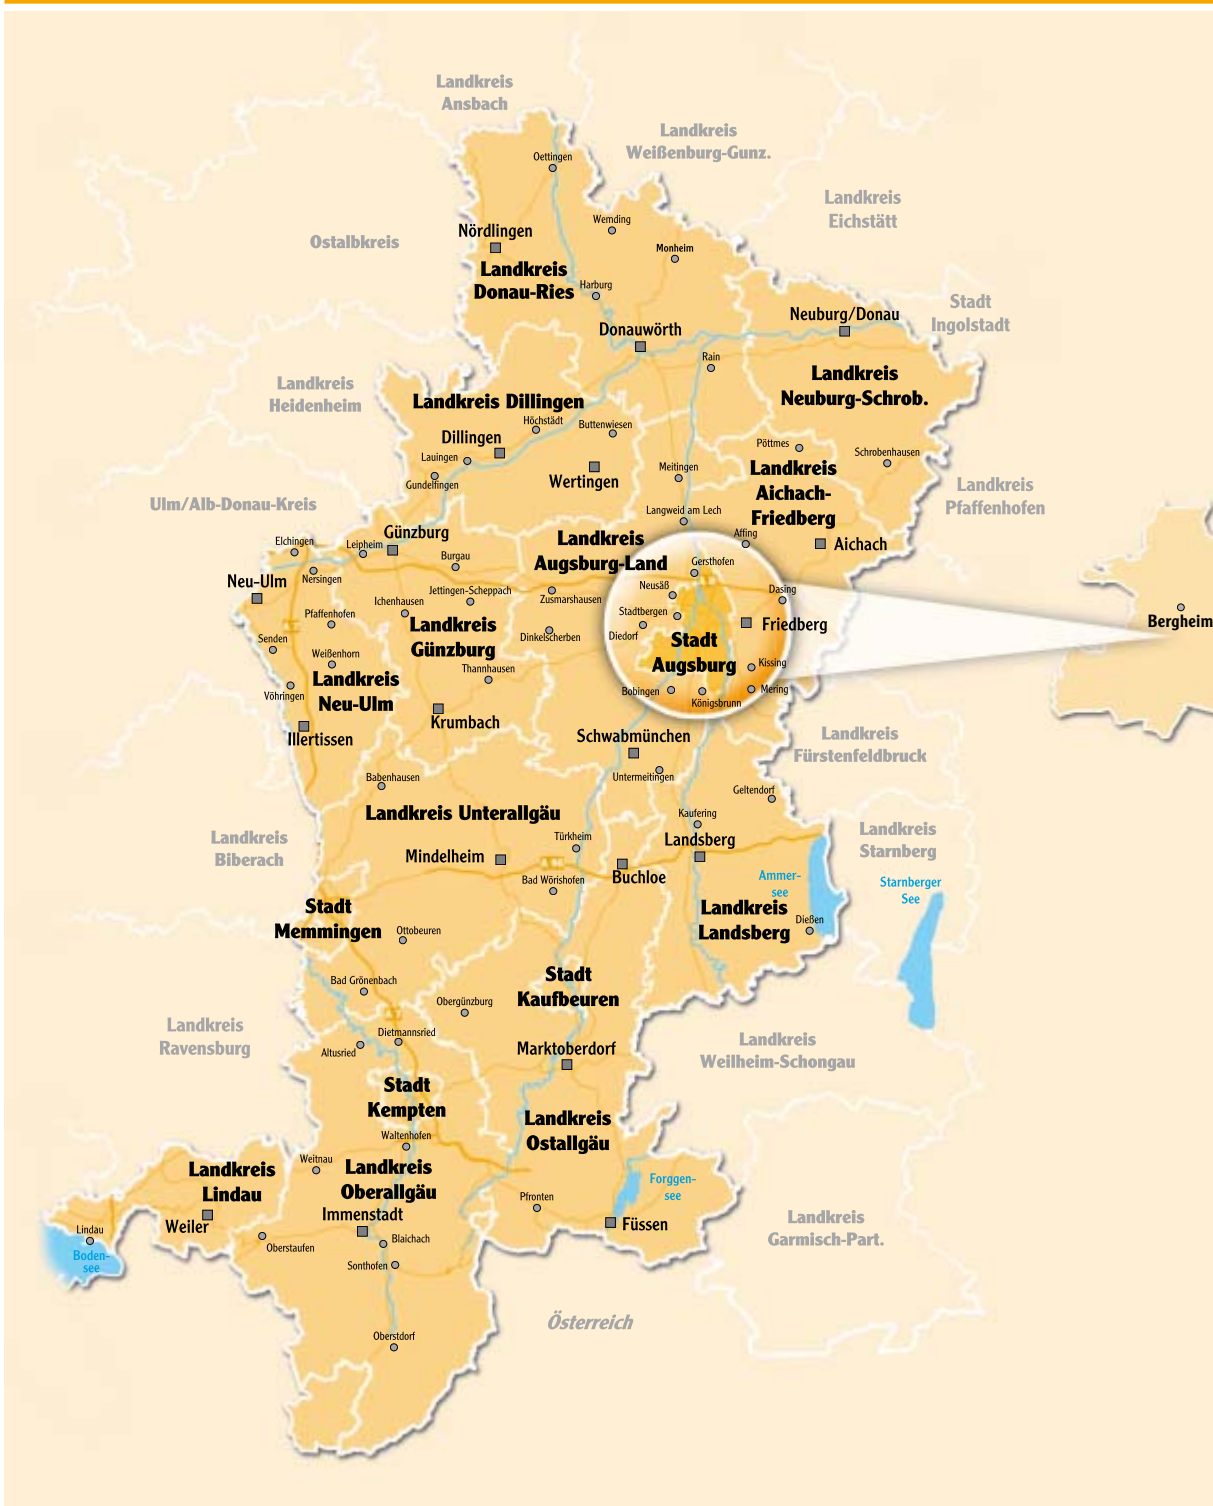 Landkreis
Ansbach
Landkreis
Weißenburg-Gunz.
Oettingen
Landkreis
Eichstätt
Wemding
Nördlingen
Ostalbkreis
Monheim
Landkreis
Donau-Ries
Harburg
Stadt
Ingolstadt
Neuburg/Donau
Donauwörth
Rain
Landkreis
Neuburg-Schrob.
Landkreis
Heidenheim
Landkreis Dillingen
Höchstädt
Buttenwiesen
Dillingen
Pöttmes
Schrobenhausen
Lauingen
Meitingen
Landkreis
Aichach-
Friedberg
Wertingen
Gundelfingen
Landkreis
Pfaffenhofen
Ulm/Alb-Donau-Kreis
Langweid am Lech
Günzburg
Affing
Landkreis
Augsburg-Land
Elchingen
Leipheim
Aichach
Burgau
Gersthofen
Neu-Ulm
Nersingen
Neusäß
Dasing
Jettingen-Scheppach
Zusmarshausen
Ichenhausen
Stadtbergen
Bergheim
Pfaffenhofen
Landkreis
Günzburg
Friedberg
Dinkelscherben
Diedorf
Senden
Stadt
Augsburg
Weißenhorn
Kissing
Thannhausen
Landkreis
Neu-Ulm
Vöhringen
Bobingen
Mering
Königsbrunn
Krumbach
Illertissen
Schwabmünchen
Landkreis
Fürstenfeldbruck
Babenhausen
Untermeitingen
Geltendorf
Landkreis Unterallgäu
Kaufering
Landkreis
Biberach
Türkheim
Landsberg
Landkreis
Starnberg
Mindelheim
Buchloe
Ammer-
see
Starnberger
See
Bad Wörishofen
Stadt
Memmingen
Landkreis
Landsberg
Dießen
Ottobeuren
Stadt
Kaufbeuren
Bad Grönenbach
Obergünzburg
Landkreis
Ravensburg
Dietmannsried
Altusried
Marktoberdorf
Landkreis
Weilheim-Schongau
Stadt
Kempten
Landkreis
Ostallgäu
Waltenhofen
Weitnau
Landkreis
Lindau
Landkreis
Oberallgäu
Forggen-
see
Pfronten
Weiler
Immenstadt
Füssen
Landkreis
Garmisch-Part.
Lindau
Blaichach
Oberstaufen
Boden-
see
Sonthofen
Österreich
Oberstdorf